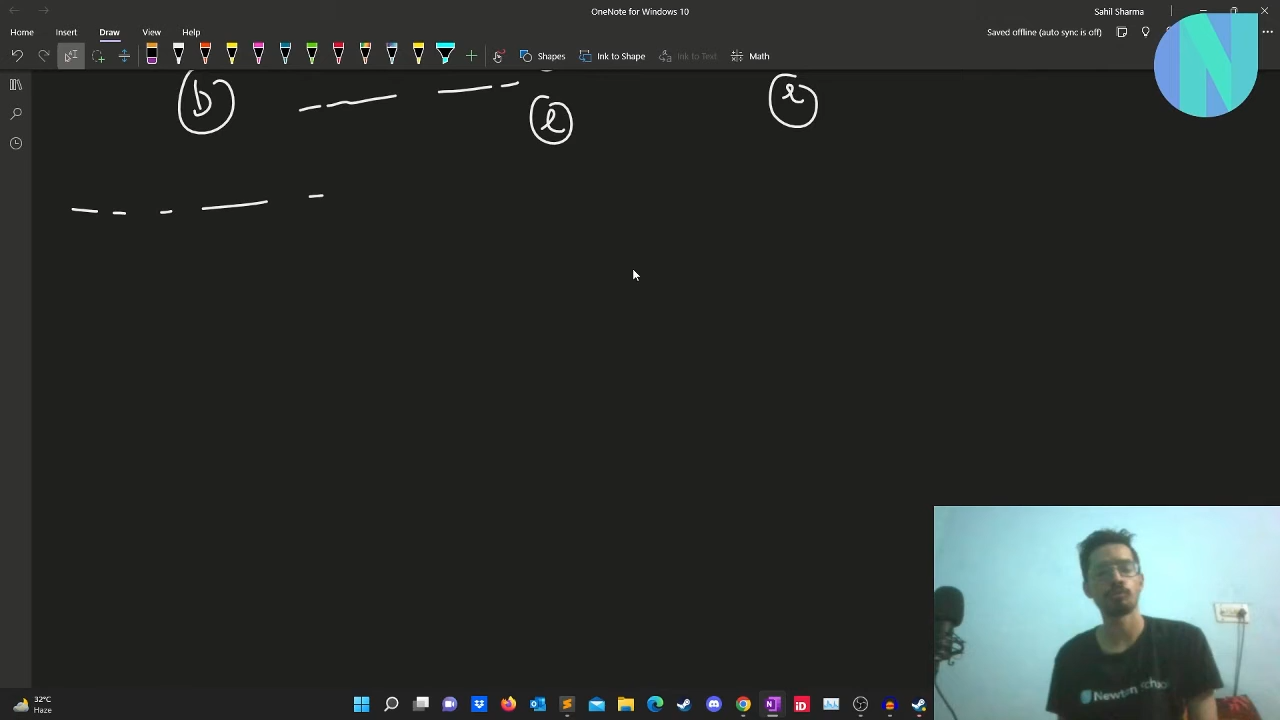 OneNote for Windows 10
Sahil Sharma
Home Insert Draw View Help
Saved offline (auto sync is off)
Shapes Ink to Shape Ink to Text Math
b
l
r
N
32°C
Haze
iD